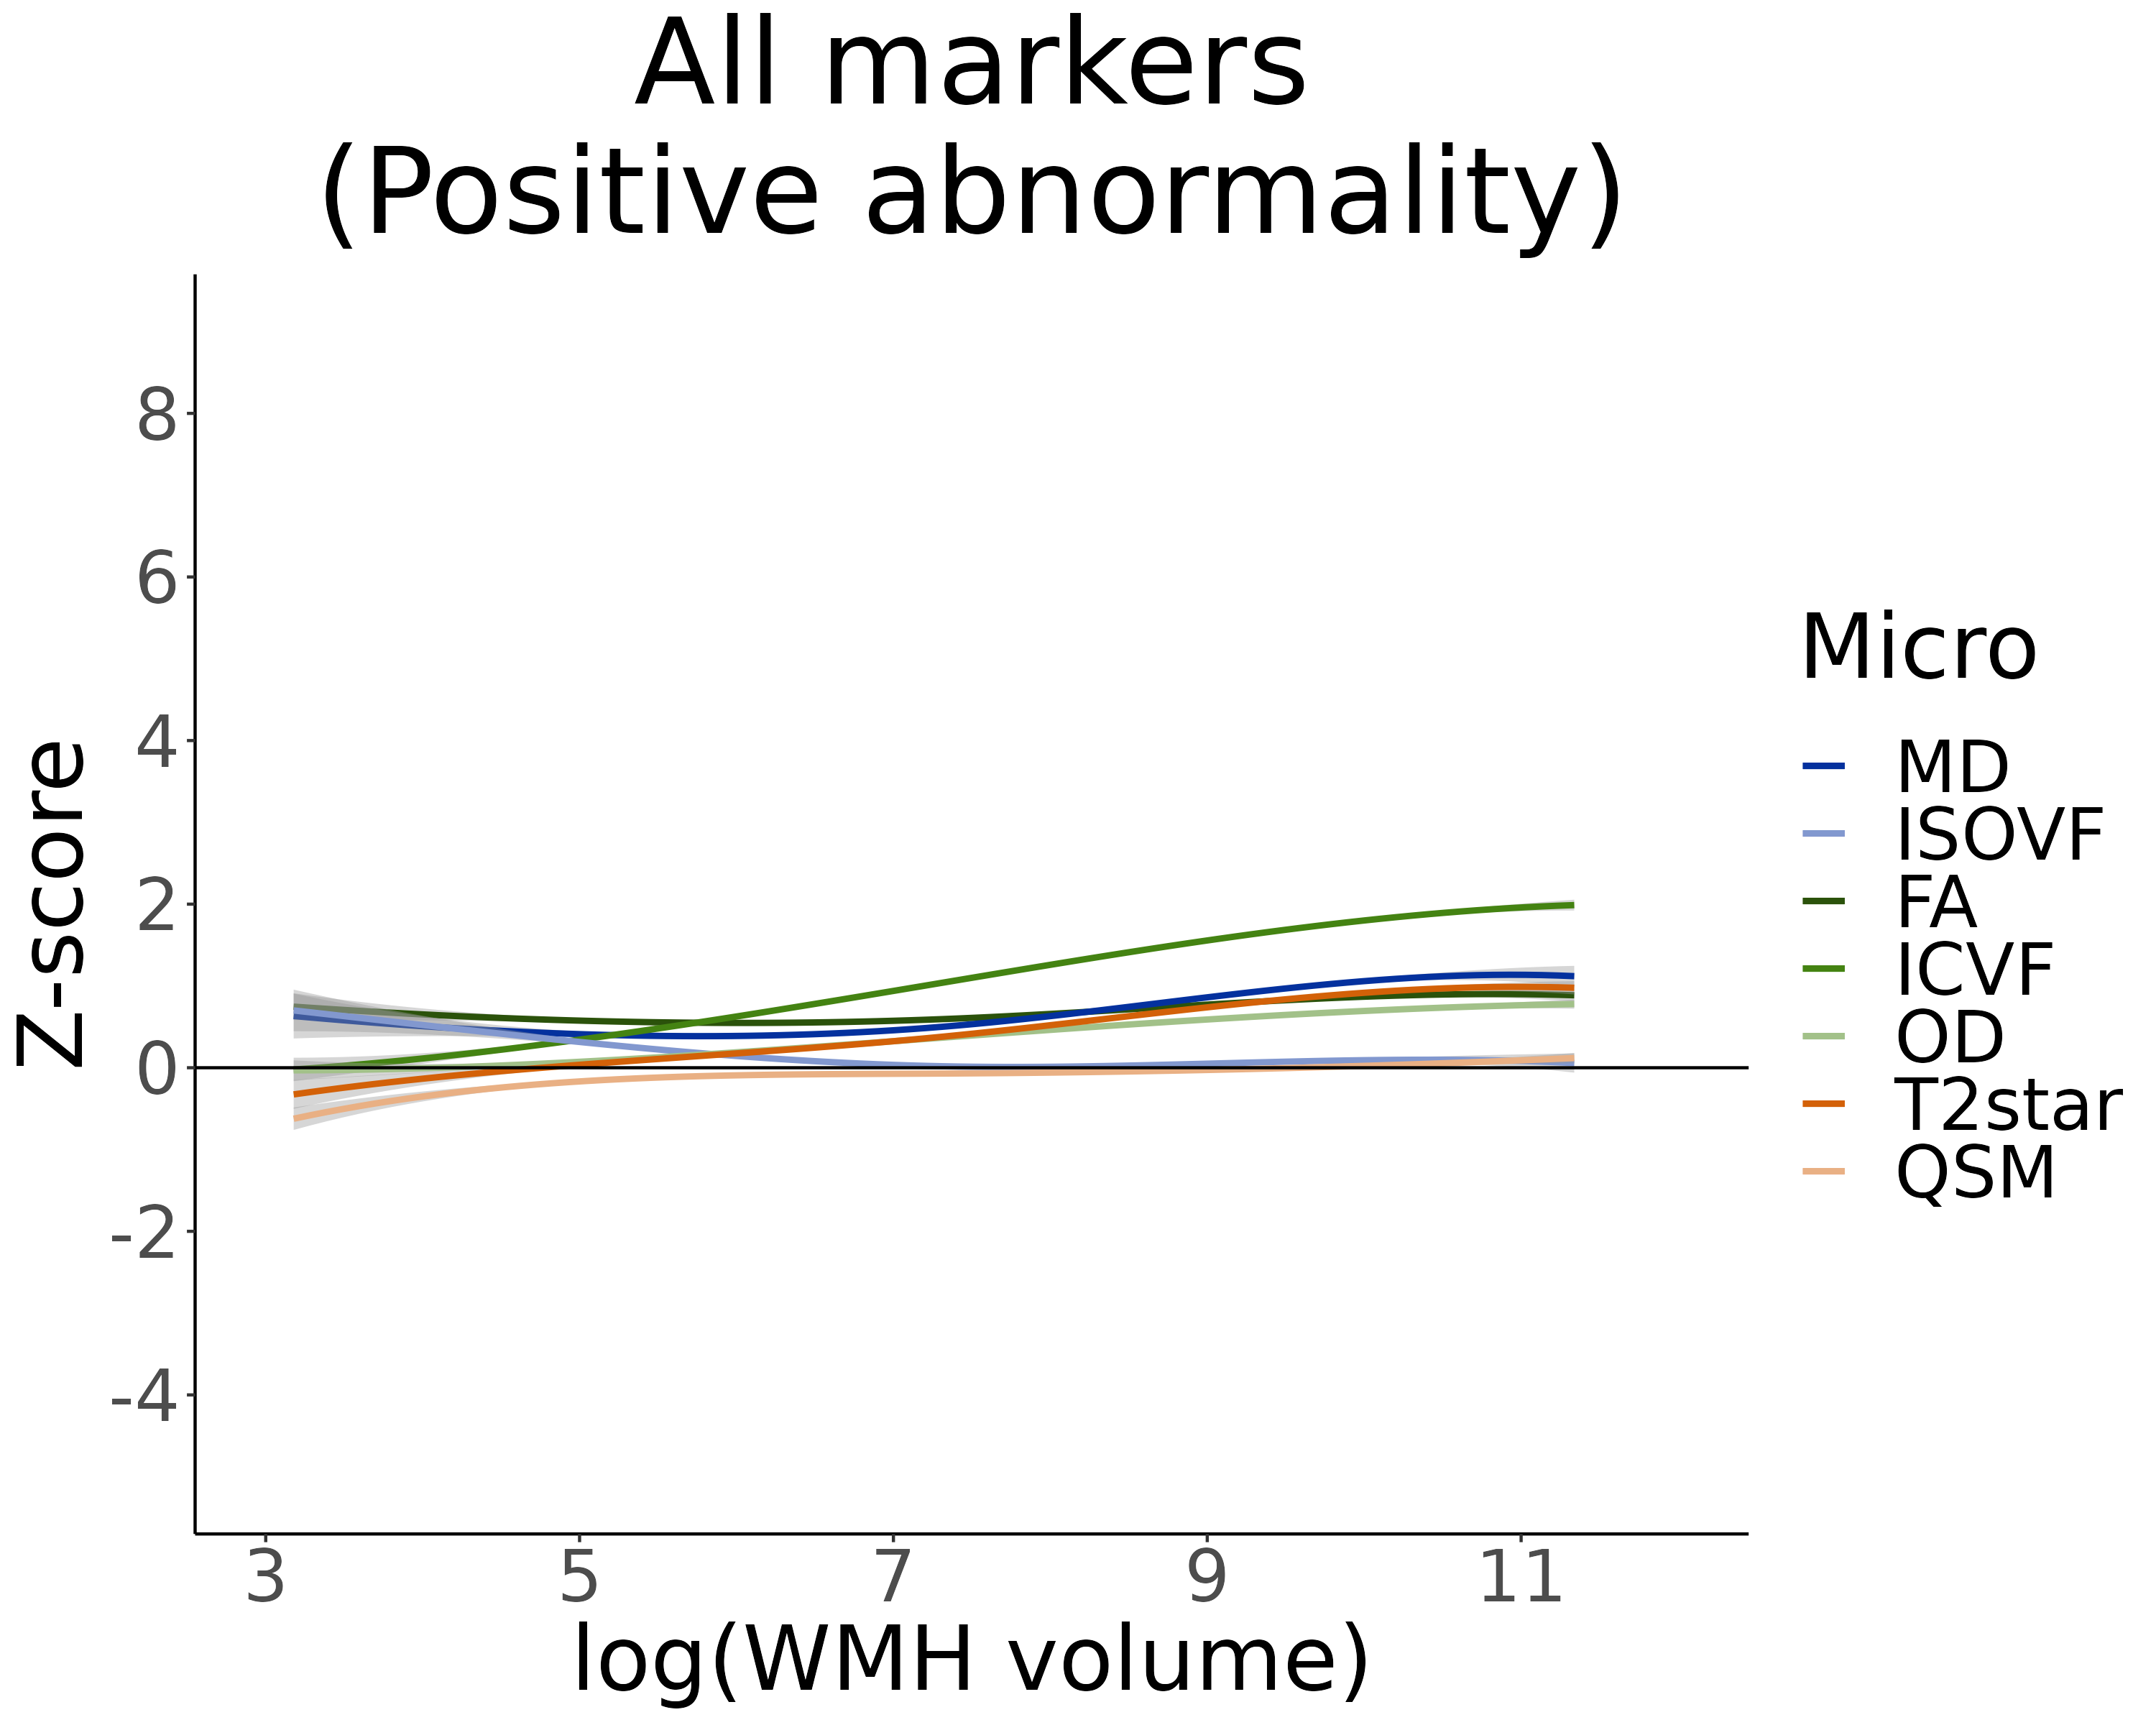 All markers
(Positive abnormality)
Z-score
8
6
4
2
0
-2
-4
3 5 7 9 11
log(WMH volume)
Micro
MD
ISOVF
FA
ICVF
OD
T2star
QSM